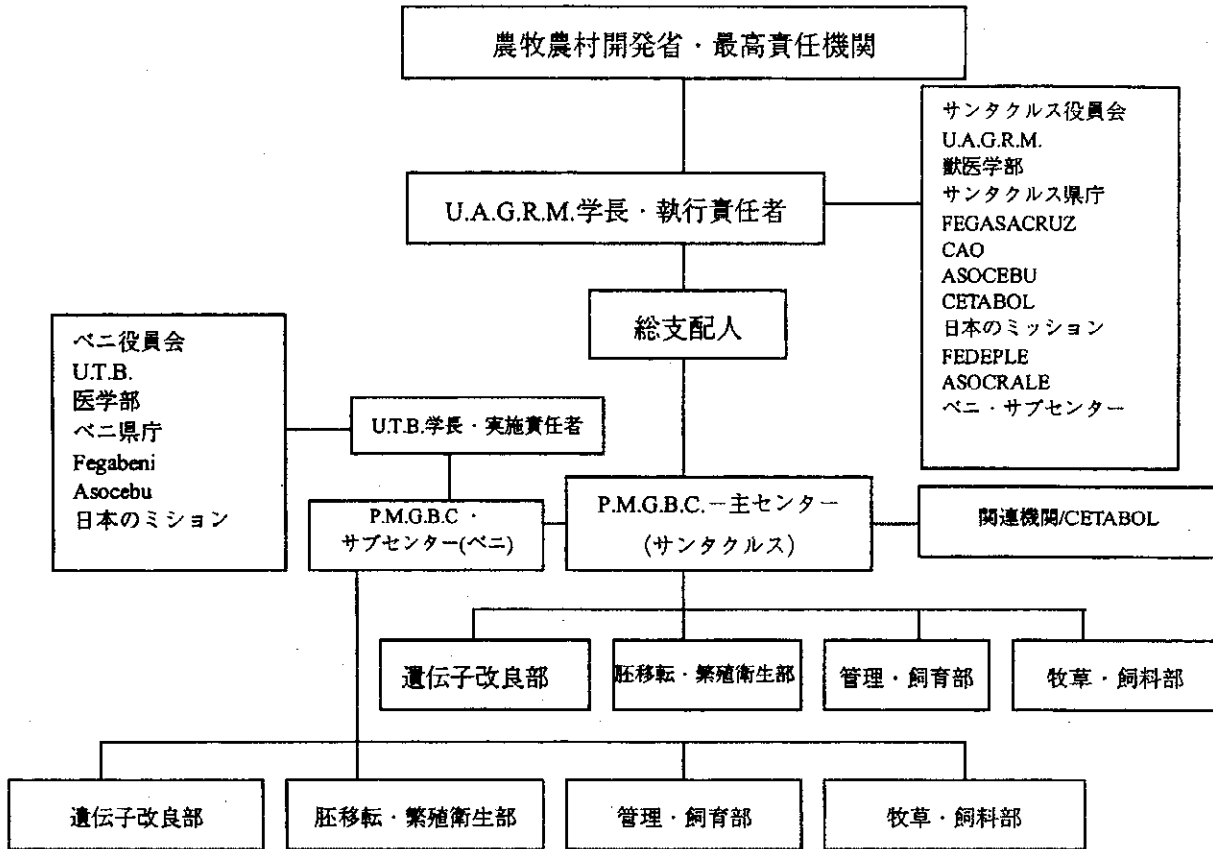 農牧農村開発省・最高責任機関
サンタクルス役員会
U.A.G.R.M.
獣医学部
サンタクルス県庁
FEGASACRUZ
CAO
ASOCEBU
CETABOL
日本のミッション
FEDEPLE
ASOCRALE
ベニ・サブセンター
U.A.G.R.M.学長・執行責任者
総支配人
ベニ役員会
U.T.B.
医学部
ベニ県庁
Fegabeni
Asocebu
日本のミション
U.T.B.学長・実施責任者
P.M.G.B.C・
サブセンター(ベニ)
P.M.G.B.C.－主センター
(サンタクルス)
関連機関/CETABOL
遺伝子改良部
胚移転・繁殖衛生部
管理・飼育部
牧草・飼料部
遺伝子改良部
胚移転・繁殖衛生部
管理・飼育部
牧草・飼料部